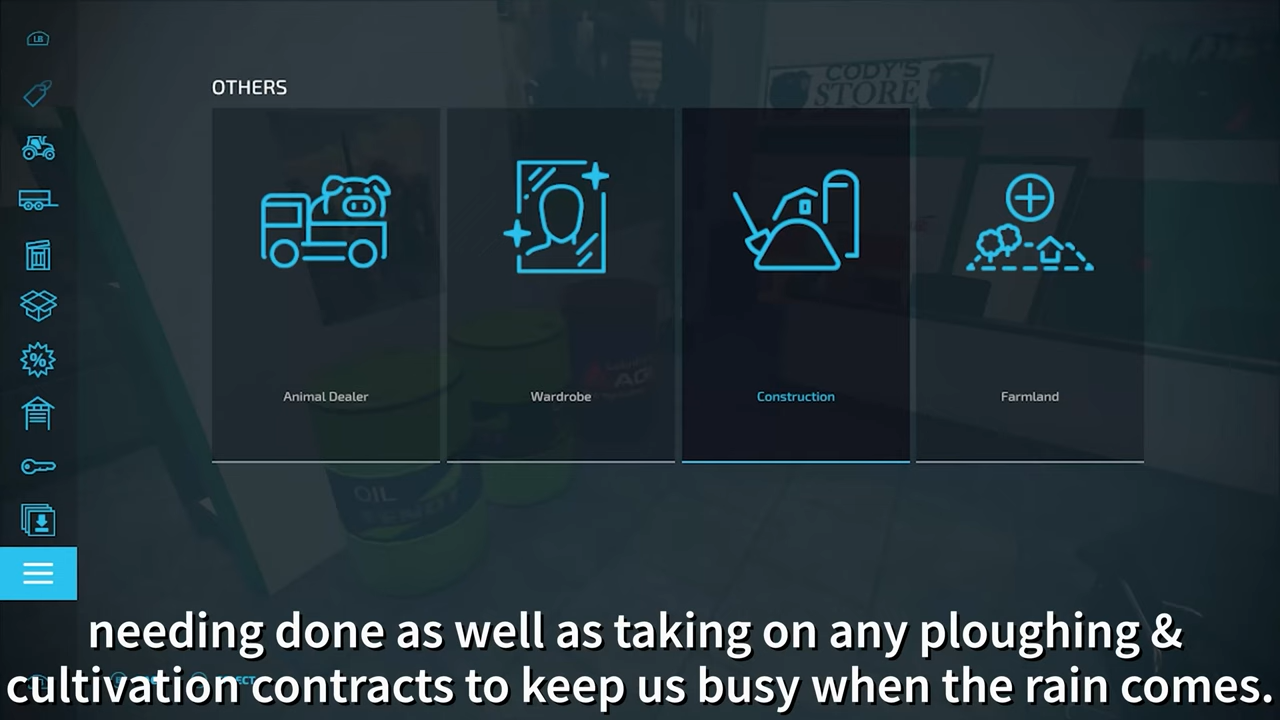 OTHERS
CODY'S
STORE
Animal Dealer
Wardrobe
Construction
Farmland
AG
OIL
needing done as well as taking on any ploughing &
cultivation contracts to keep us busy when the rain comes.